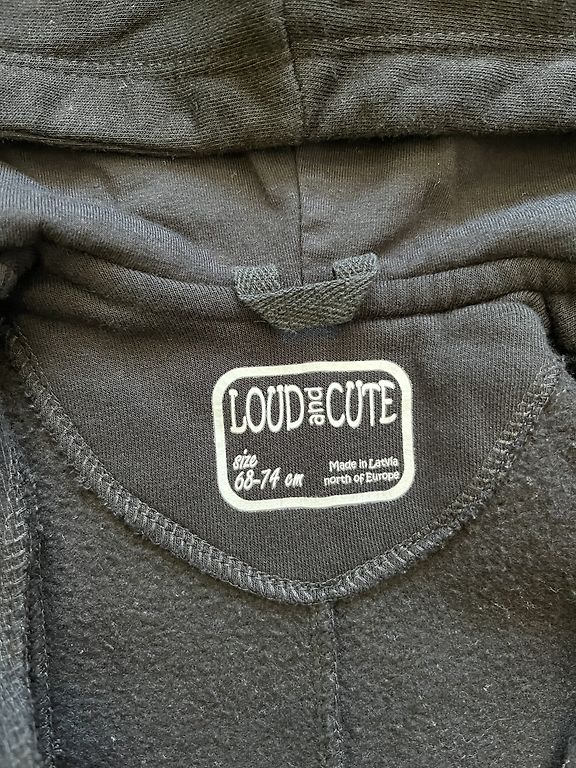 LOUD and CUTE
size
68-74 cm
Made in Latvia
north of Europe